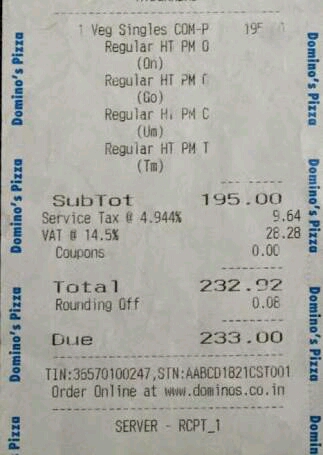 1 Veg Singles COM-P
Regular HT PM O
(On)
Regular HT PM
(Go)
Regular HT PM C
(Um)
Regular HT PM T
(Tm)
SubTot 195.00
Service Tax @ 4.944% 9.64
VAT @ 14.5% 28.28
Coupons 0.00
Total 232.92
Rounding Off 0.08
Due 233.00
TIN:36570100247,STN:AABCD1821CST001
Order Online at www.dominos.co.in
SERVER - RCPT_1
Domino's Pizza
Domino's Pizza
Domino's Pizza
Pizza
Domino's
Domino's Pizza
Domino's Pizza
Domino's